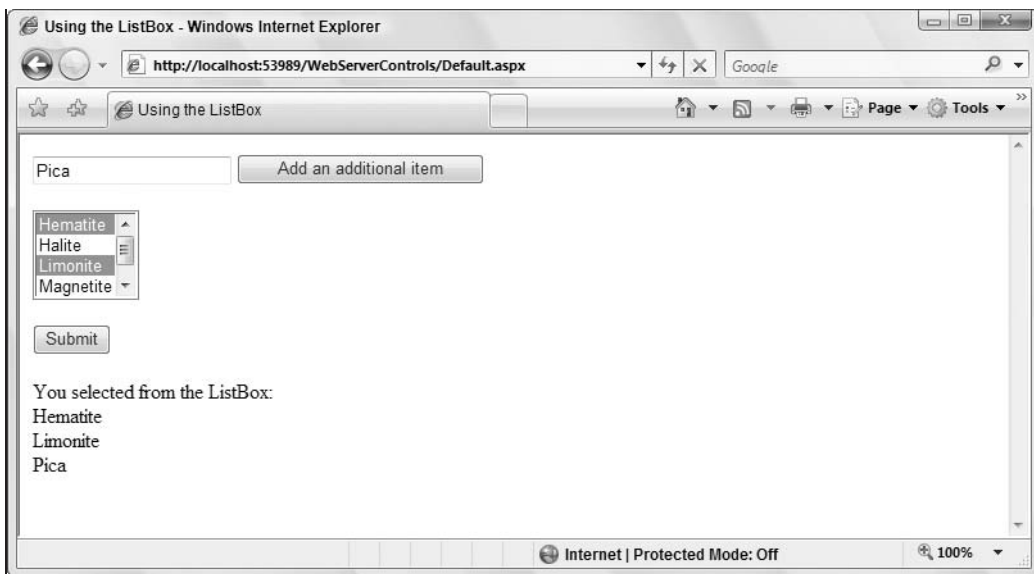 Using the ListBox - Windows Internet Explorer
http://localhost:53989/WebServerControls/Default.aspx
Google
Using the ListBox
Page
Tools
Pica
Add an additional item
Hematite
Halite
Limonite
Magnetite
Submit
You selected from the ListBox:
Hematite
Limonite
Pica
Internet | Protected Mode: Off
100%